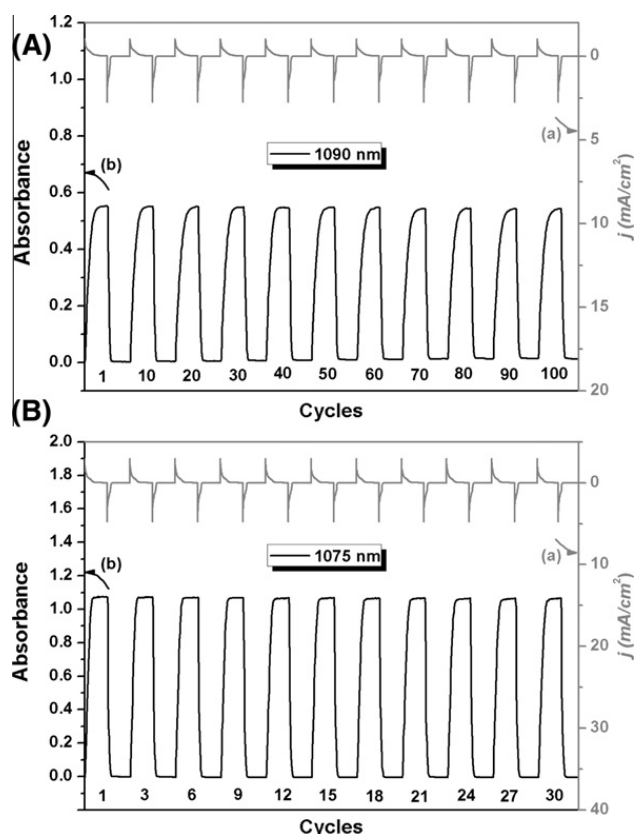 (A)
1.2
1.0
0.8
0.6
0.4
0.2
0.0
Absorbance
(b)
1090 nm
(a)
0
5
10
15
20
j (mA/cm²)
1 10 20 30 40 50 60 70 80 90 100
Cycles
(B)
2.0
1.8
1.6
1.4
1.2
1.0
0.8
0.6
0.4
0.2
0.0
Absorbance
(b)
1075 nm
(a)
0
10
20
30
40
j (mA/cm²)
1 3 6 9 12 15 18 21 24 27 30
Cycles